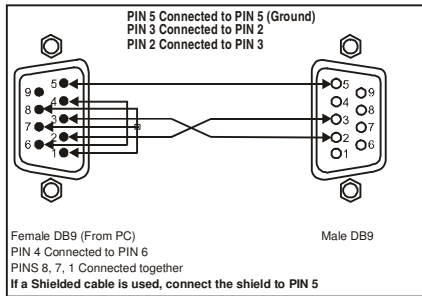 PIN 5 Connected to PIN 5 (Ground)
PIN 3 Connected to PIN 2
PIN 2 Connected to PIN 3
5
9
4
8
3
7
2
6
1
5
9
4
8
3
7
2
6
1
Female DB9 (From PC)
Male DB9
PIN 4 Connected to PIN 6
PINS 8, 7, 1 Connected together
If a Shielded cable is used, connect the shield to PIN 5